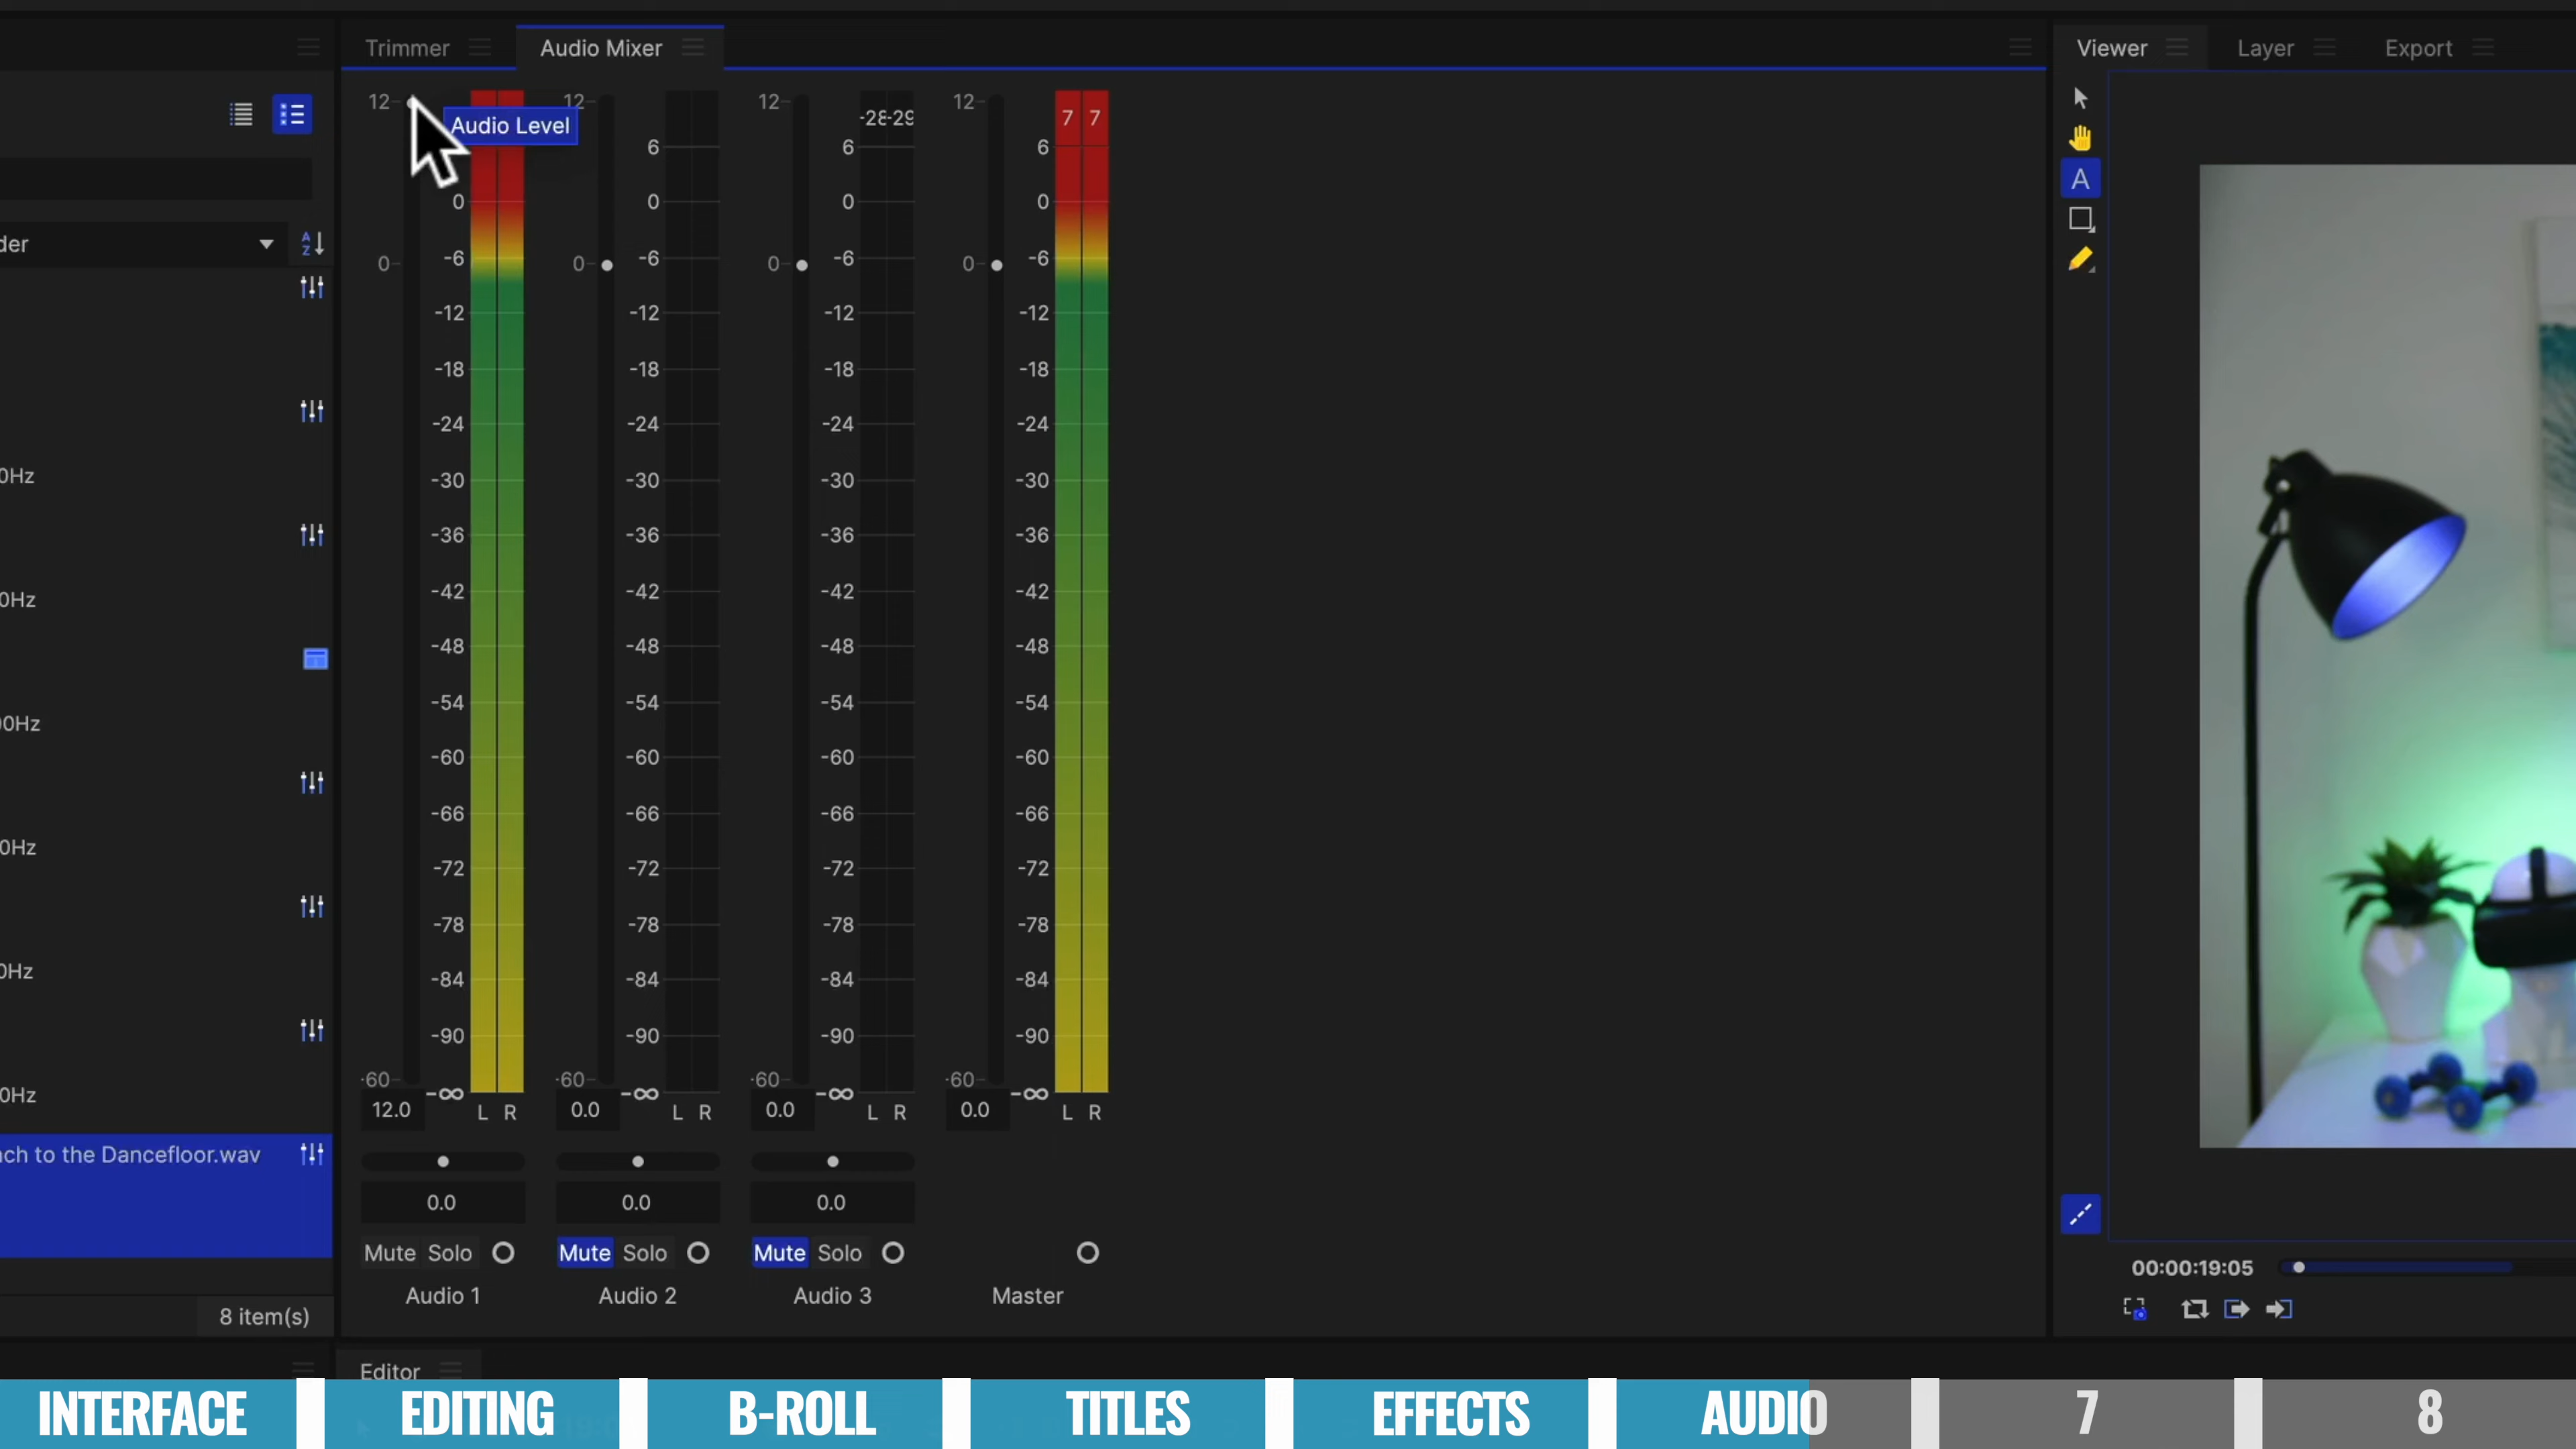 Trimmer Audio Mixer Viewer Layer Export
12 Audio Level 12 12 -28 -29 12 7 7
6 6 6
0 0 0 0
0 -6 0 -6 0 -6 0 -6
-12 -12 -12 -12
-18 -18 -18
-24 -24 -24 -24
-30 -30 -30 -30
-36 -36 -36 -36
-42 -42 -42 -42
-48 -48 -48 -48
-54 -54 -54 -54
-60 -60 -60 -60
-66 -66 -66 -66
-72 -72 -72 -72
-78 -78 -78 -78
-84 -84 -84 -84
-90 -90 -90 -90
-60 -∞ -60 -∞ -60 -∞ -60 -∞
12.0 L R 0.0 L R 0.0 L R 0.0 L R
0.0 0.0 0.0
Mute Solo Mute Solo Mute Solo
Audio 1 Audio 2 Audio 3 Master
der
A
Z
0Hz
0Hz
00Hz
0Hz
0Hz
0Hz
ach to the Dancefloor.wav
8 item(s)
A
00:00:19:05
Editor
INTERFACE EDITING B-ROLL TITLES EFFECTS AUDIO 7 8